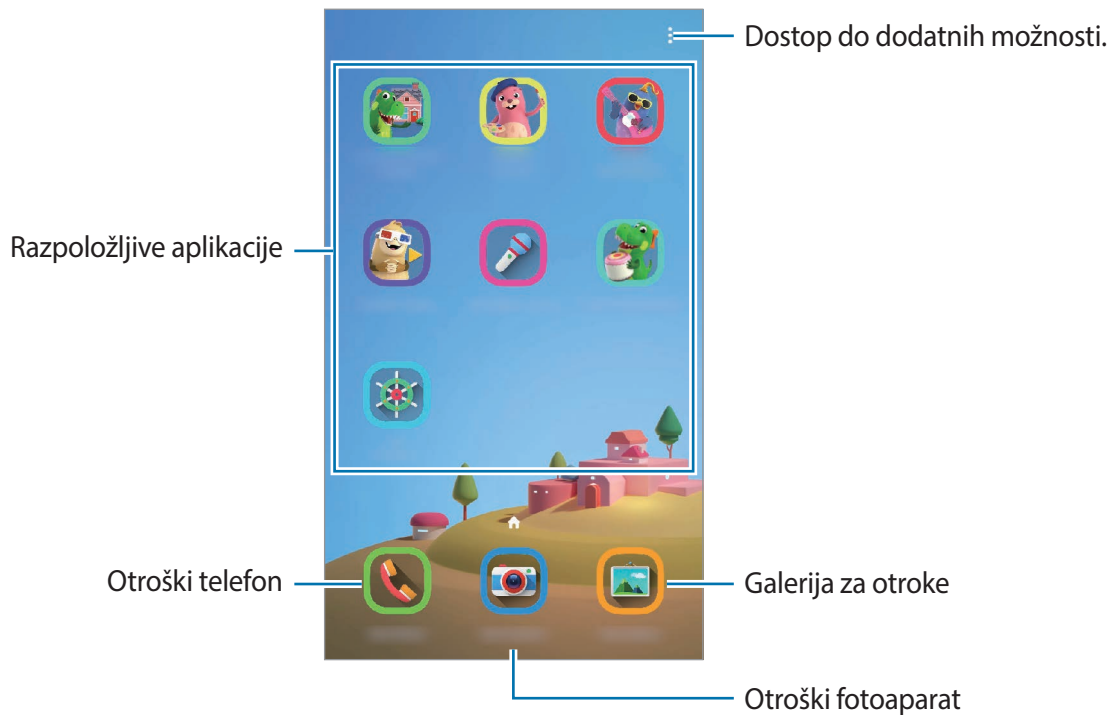 Dostop do dodatnih možnosti.
Razpoložljive aplikacije
Otroški telefon
Galerija za otroke
Otroški fotoaparat